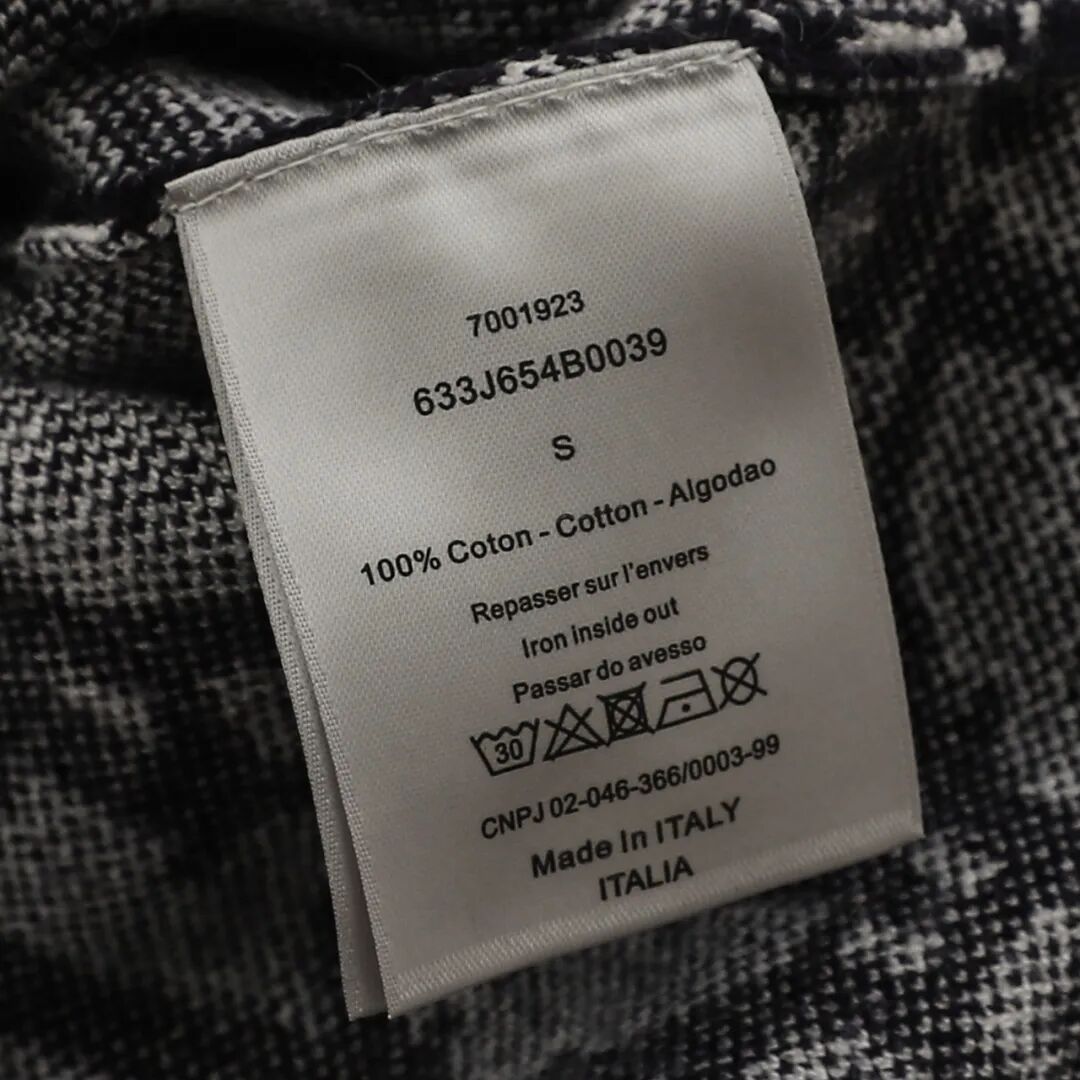 7001923
633J654B0039
S
100% Coton - Cotton - Algodao
Repasser sur l'envers
Iron inside out
Passar do avesso
30
CNPJ 02-046-366/0003-99
Made In ITALY
ITALIA